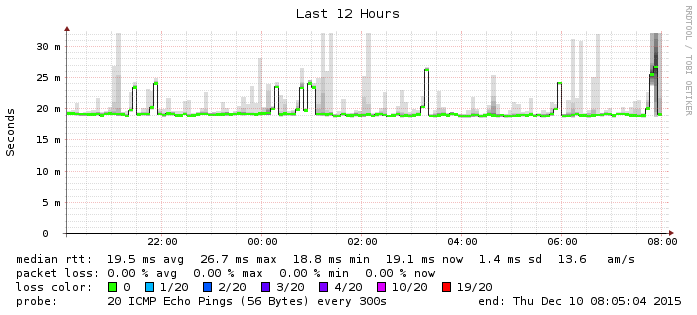 Last 12 Hours
RRDTOOL / TOBI OETIKER
Seconds
30 m
25 m
20 m
15 m
10 m
5 m
0
22:00 00:00 02:00 04:00 06:00 08:00
median rtt: 19.5 ms avg 26.7 ms max 18.8 ms min 19.1 ms now 1.4 ms sd 13.6 am/s
packet loss: 0.00 % avg 0.00 % max 0.00 % min 0.00 % now
loss color: 0 1/20 2/20 3/20 4/20 10/20 19/20
probe: 20 ICMP Echo Pings (56 Bytes) every 300s end: Thu Dec 10 08:05:04 2015